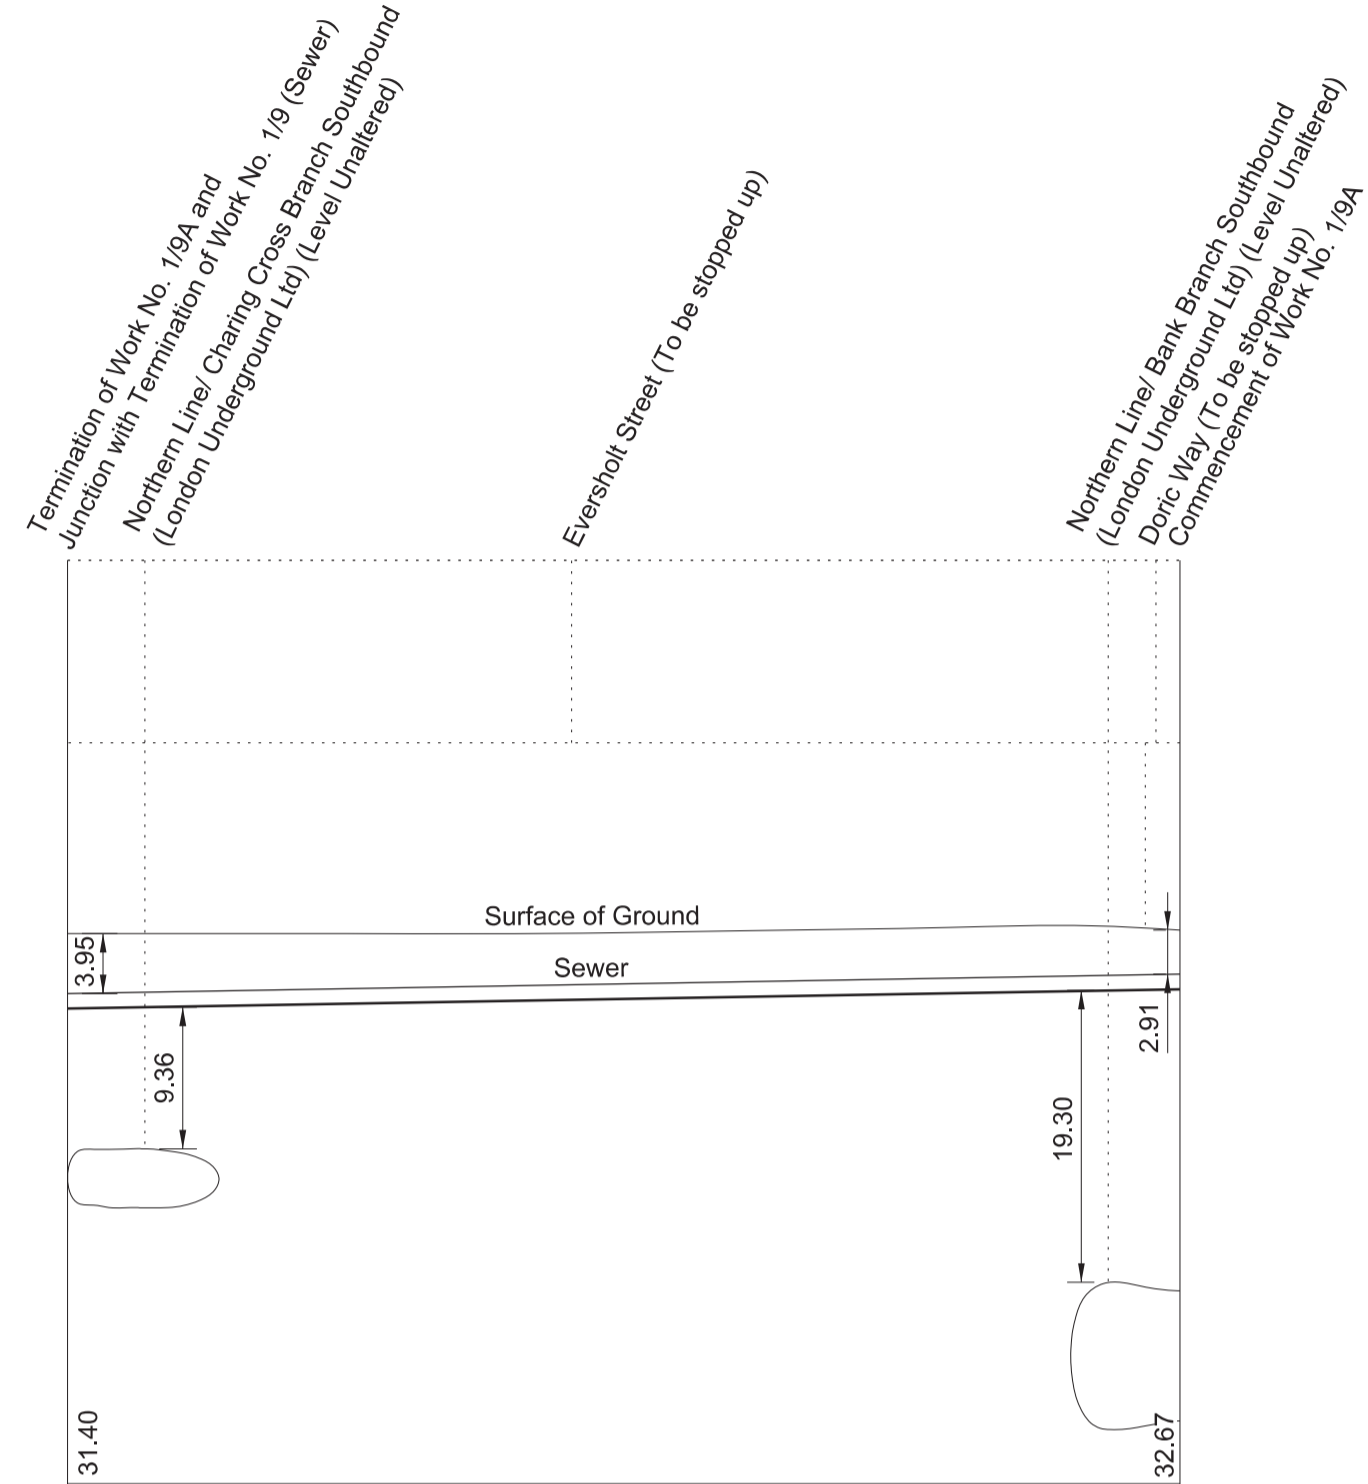 Termination of Work No. 1/9A and
Junction with Termination of Work No. 1/9 (Sewer)
Northern Line/ Charing Cross Branch Southbound
(London Underground Ltd) (Level Unaltered)
Eversholt Street (To be stopped up)
Northern Line/ Bank Branch Southbound
(London Underground Ltd) (Level Unaltered)
Doric Way (To be stopped up)
Commencement of Work No. 1/9A
Surface of Ground
3.95
Sewer
2.91
9.36
19.30
31.40
32.67